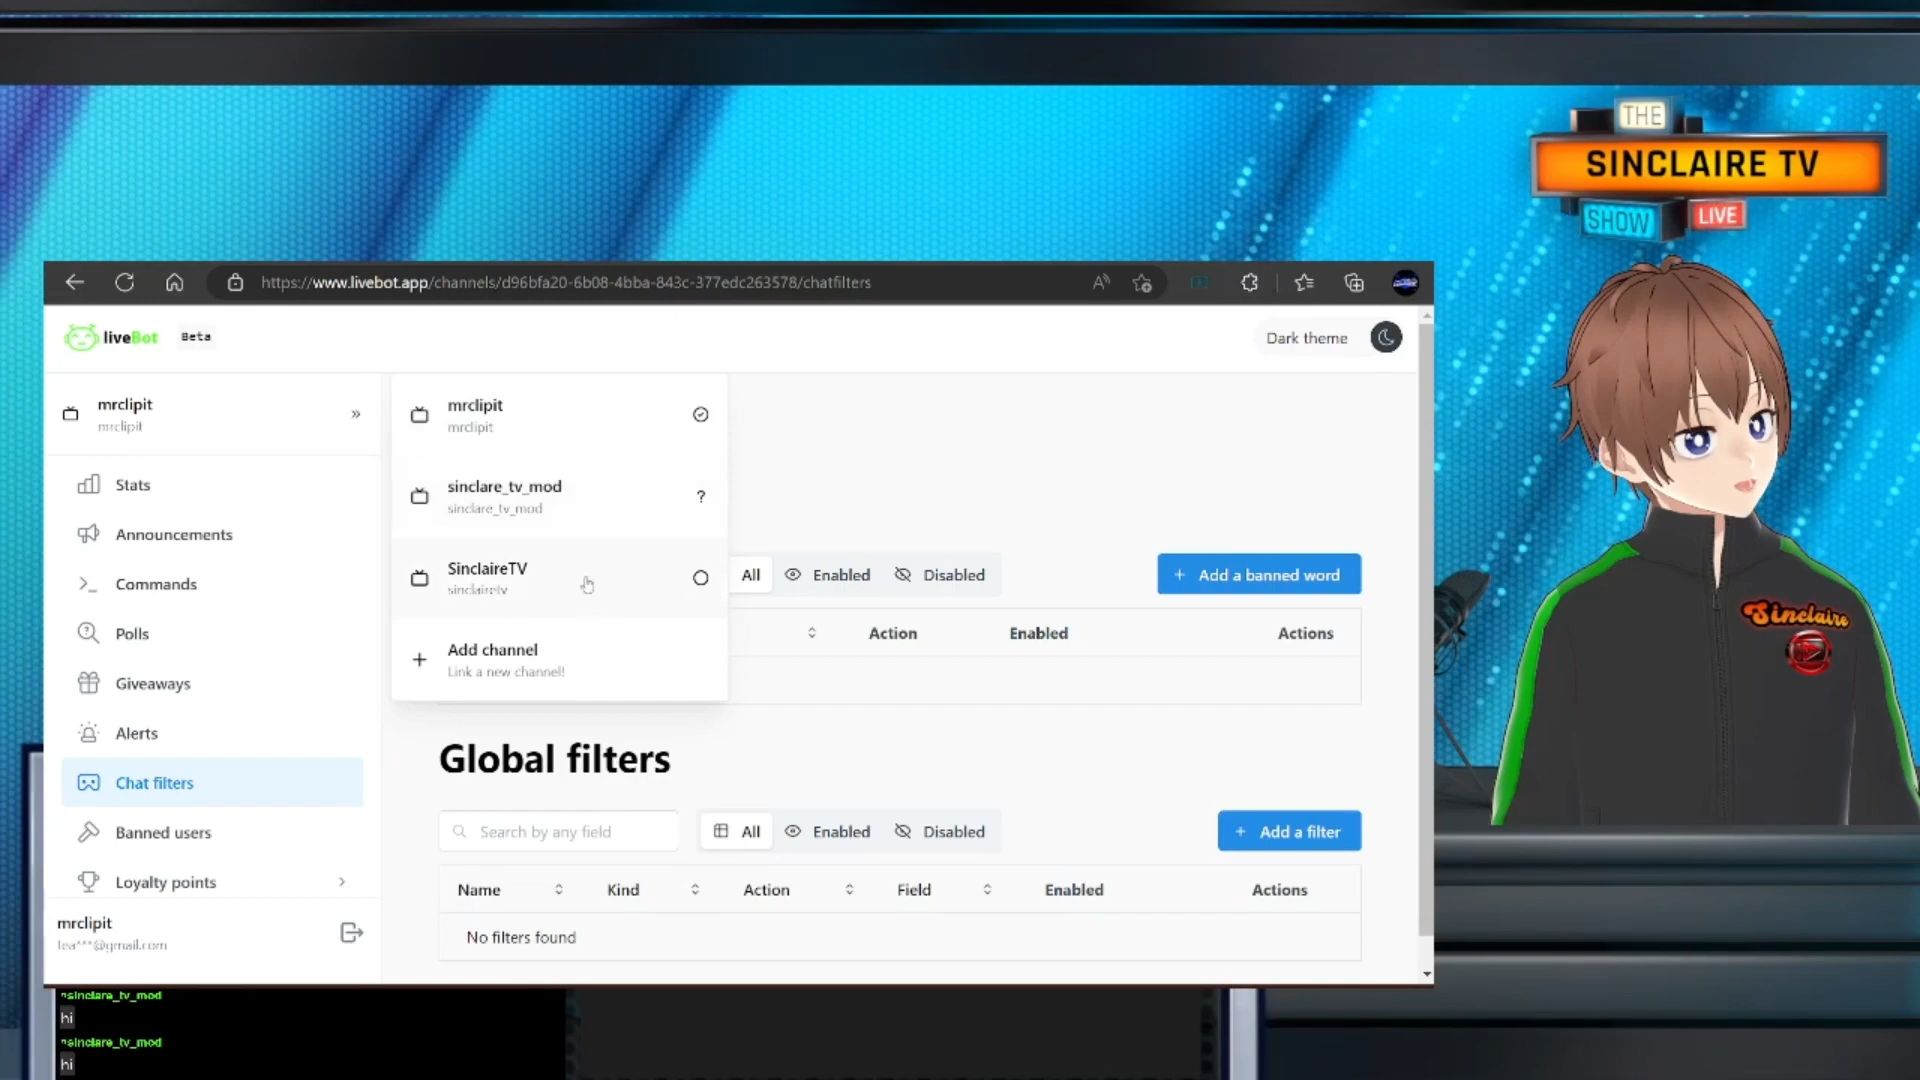 THE
SINCLAIRE TV
SHOW
LIVE
https://www.livebot.app/channels/d96bfa20-6b08-4bba-843c-377edc263578/chatfilters
liveBot
Beta
Dark theme
mrclipit
mrclipit
Stats
Announcements
Commands
Polls
Giveaways
Alerts
Chat filters
Banned users
Loyalty points
mrclipit
tea***@gmail.com
mrclipit
mrclipit
sinclare_tv_mod
sinclare_tv_mod
?
SinclaireTV
sinclairetv
Add channel
Link a new channel!
All Enabled Disabled
+ Add a banned word
Action Enabled Actions
Global filters
Search by any field
All Enabled Disabled
+ Add a filter
Name Kind Action Field Enabled Actions
No filters found
Sinclaire
*sinclare_tv_mod
hi
*sinclare_tv_mod
hi